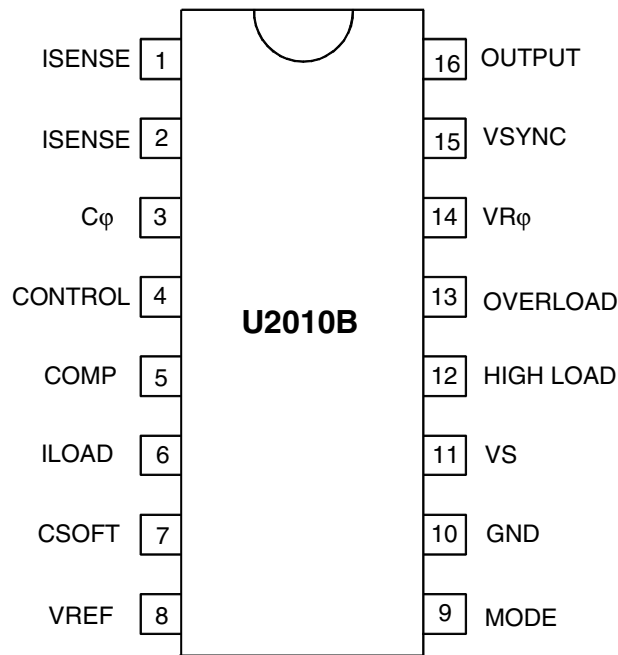 ISENSE 1 16 OUTPUT
ISENSE 2 15 VSYNC
Cφ 3 14 VRφ
CONTROL 4 13 OVERLOAD
U2010B
COMP 5 12 HIGH LOAD
ILOAD 6 11 VS
CSOFT 7 10 GND
VREF 8 9 MODE